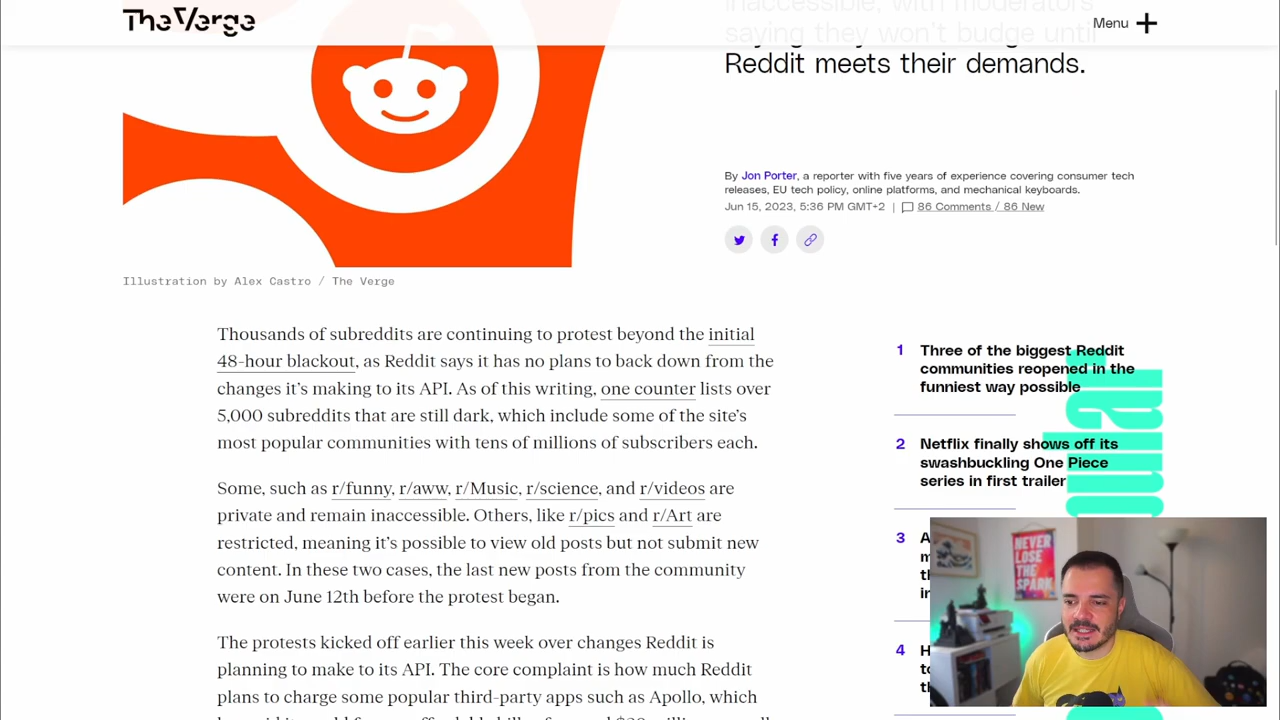 The Verge
Menu
inaccessible, with moderators
saying they won't budge until
Reddit meets their demands.
By Jon Porter, a reporter with five years of experience covering consumer tech
releases, EU tech policy, online platforms, and mechanical keyboards.
Jun 15, 2023, 5:36 PM GMT+2 | 86 Comments / 86 New
Illustration by Alex Castro / The Verge
Thousands of subreddits are continuing to protest beyond the initial
48-hour blackout, as Reddit says it has no plans to back down from the
changes it's making to its API. As of this writing, one counter lists over
5,000 subreddits that are still dark, which include some of the site's
most popular communities with tens of millions of subscribers each.
Some, such as r/funny, r/aww, r/Music, r/science, and r/videos are
private and remain inaccessible. Others, like r/pics and r/Art are
restricted, meaning it's possible to view old posts but not submit new
content. In these two cases, the last new posts from the community
were on June 12th before the protest began.
The protests kicked off earlier this week over changes Reddit is
planning to make to its API. The core complaint is how much Reddit
plans to charge some popular third-party apps such as Apollo, which
1 Three of the biggest Reddit
communities reopened in the
funniest way possible
2 Netflix finally shows off its
swashbuckling One Piece
series in first trailer
3
4
NEVER
LOSE
THE
SPARK